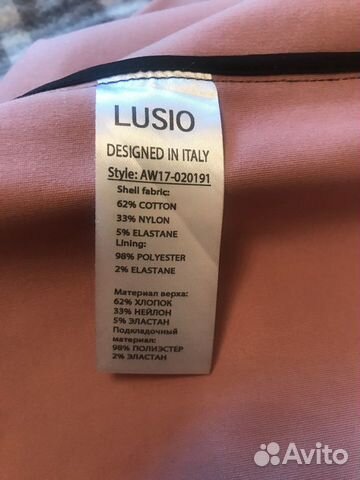 LUSIO
DESIGNED IN ITALY
Style: AW17-020191
Shell fabric:
62% COTTON
33% NYLON
5% ELASTANE
Lining:
98% POLYESTER
2% ELASTANE
Материал верха:
62% ХЛОПОК
33% НЕЙЛОН
5% ЭЛАСТАН
Подкладочный
материал:
98% ПОЛИЭСТЕР
2% ЭЛАСТАН
Avito